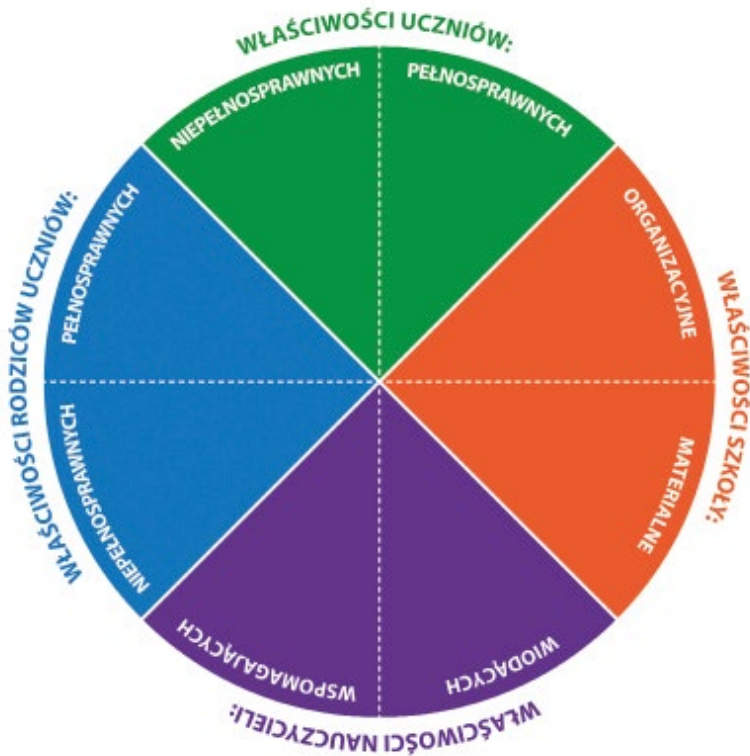 WŁAŚCIWOŚCI UCZNIÓW:
NIEPEŁNOSPRAWNYCH
PEŁNOSPRAWNYCH
WŁAŚCIWOŚCI SZKOŁY:
ORGANIZACYJNE
MATERIALNE
WŁAŚCIWOŚCI NAUCZYCIELI:
WIODĄCYCH
WSPOMAGAJĄCYCH
WŁAŚCIWOŚCI RODZICÓW UCZNIÓW:
NIEPEŁNOSPRAWNYCH
PEŁNOSPRAWNYCH